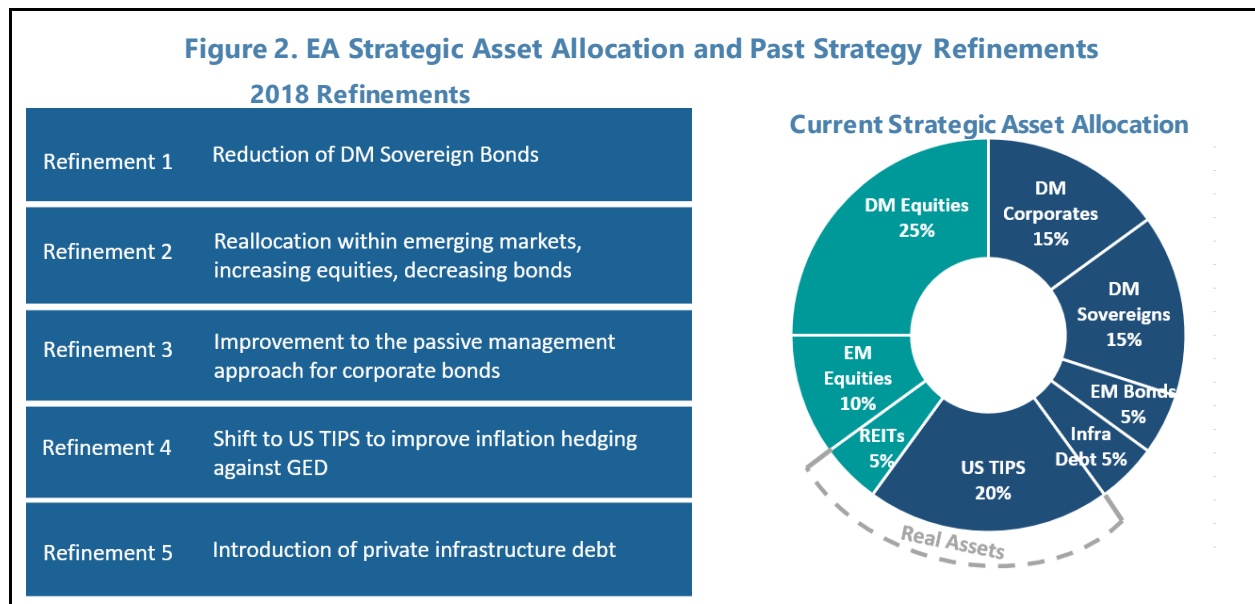 Figure 2. EA Strategic Asset Allocation and Past Strategy Refinements
2018 Refinements
Refinement 1
Reduction of DM Sovereign Bonds
Refinement 2
Reallocation within emerging markets,
increasing equities, decreasing bonds
Refinement 3
Improvement to the passive management
approach for corporate bonds
Refinement 4
Shift to US TIPS to improve inflation hedging
against GED
Refinement 5
Introduction of private infrastructure debt
Current Strategic Asset Allocation
DM
Corporates
15%
DM
Sovereigns
15%
EM Bonds
5%
Infra
Debt 5%
US TIPS
20%
REITs
5%
EM
Equities
10%
DM Equities
25%
Real Assets